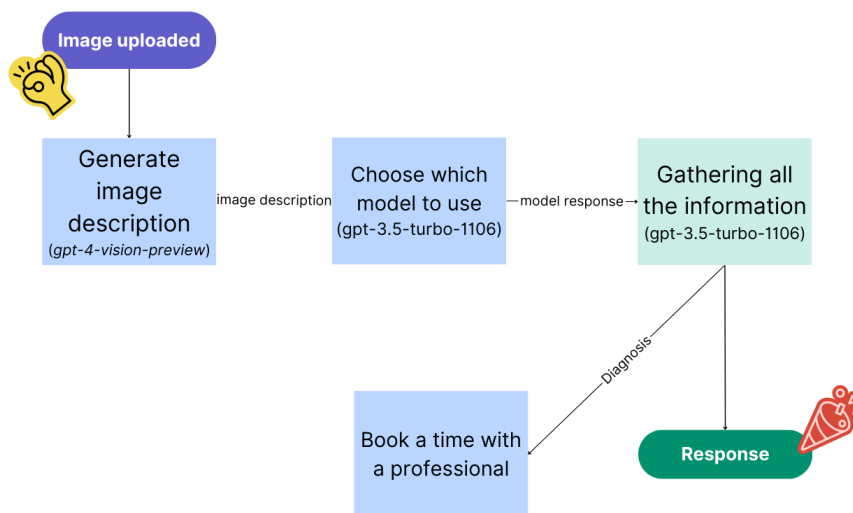 Image uploaded
Generate
image
description
(gpt-4-vision-preview)
image description
Choose which
model to use
(gpt-3.5-turbo-1106)
model response
Gathering all
the information
(gpt-3.5-turbo-1106)
Diagnosis
Book a time with
a professional
Response